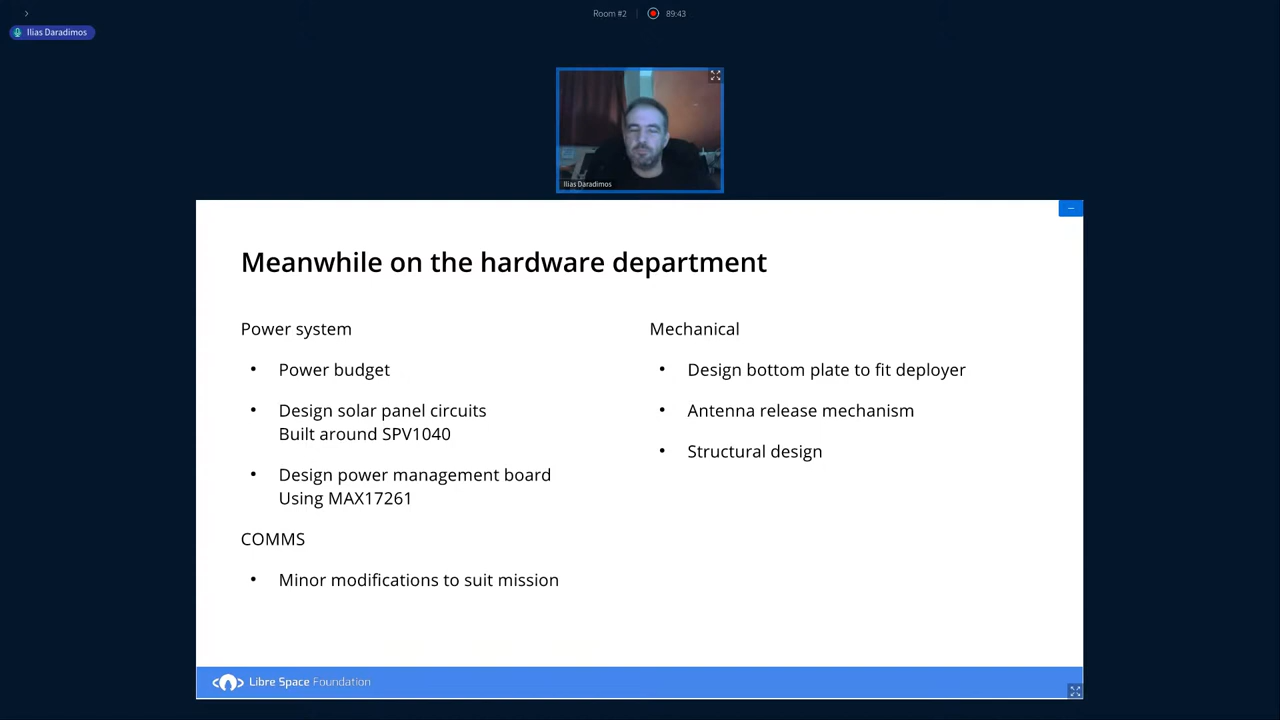 Room #2
89:43
Ilias Daradimos
Ilias Daradimos
Meanwhile on the hardware department
Power system
• Power budget
• Design solar panel circuits
Built around SPV1040
• Design power management board
Using MAX17261
COMMS
• Minor modifications to suit mission
Mechanical
• Design bottom plate to fit deployer
• Antenna release mechanism
• Structural design
Libre Space Foundation